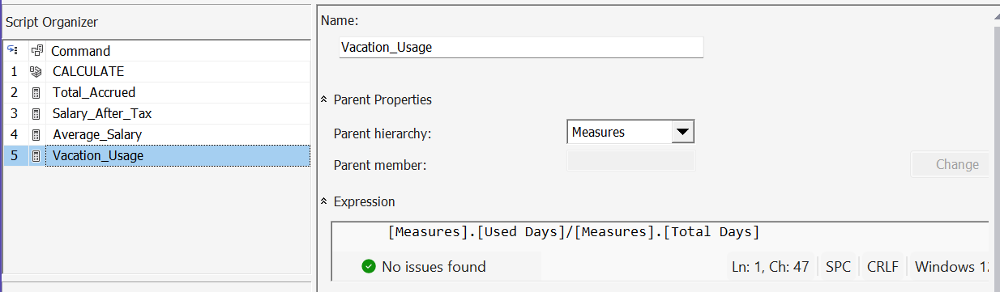 Script Organizer
Command
1 CALCULATE
2 Total_Accrued
3 Salary_After_Tax
4 Average_Salary
5 Vacation_Usage
Name:
Vacation_Usage
Parent Properties
Parent hierarchy: Measures
Parent member: Change
Expression
[Measures].[Used Days]/[Measures].[Total Days]
No issues found Ln: 1, Ch: 47 SPC CRLF Windows